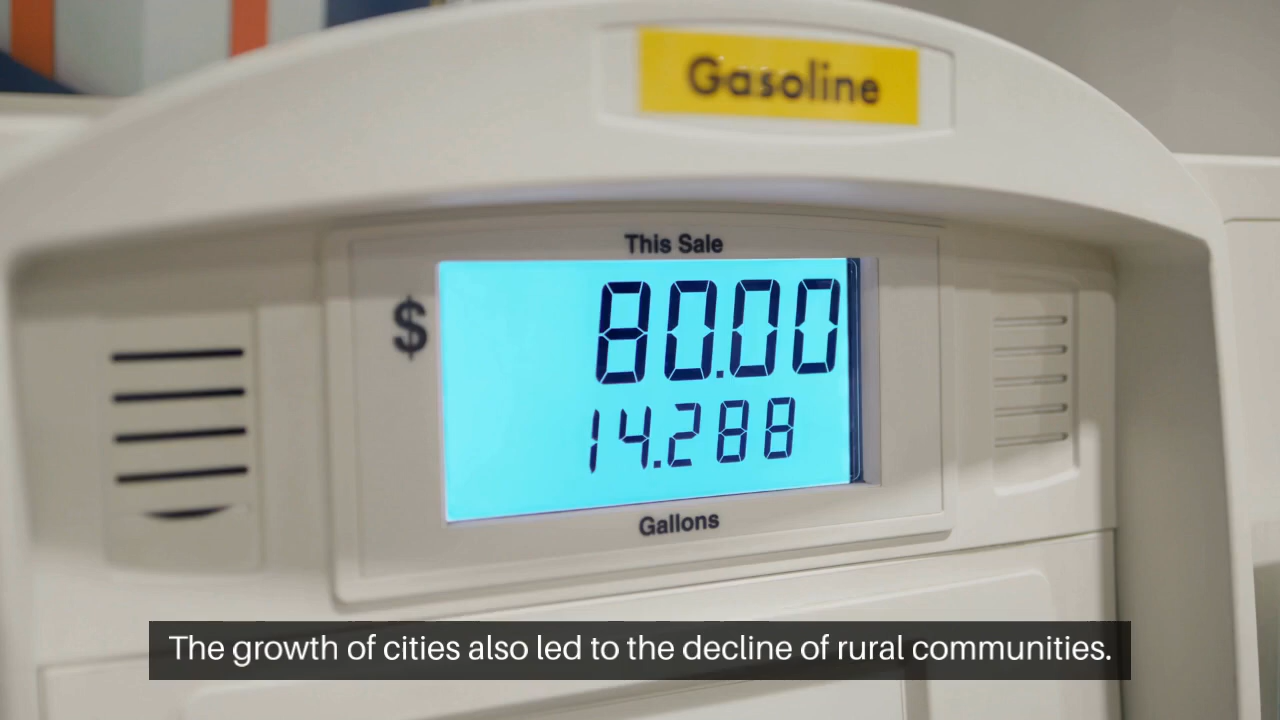 Gasoline
This Sale
$ 80.00
14.288
Gallons
The growth of cities also led to the decline of rural communities.